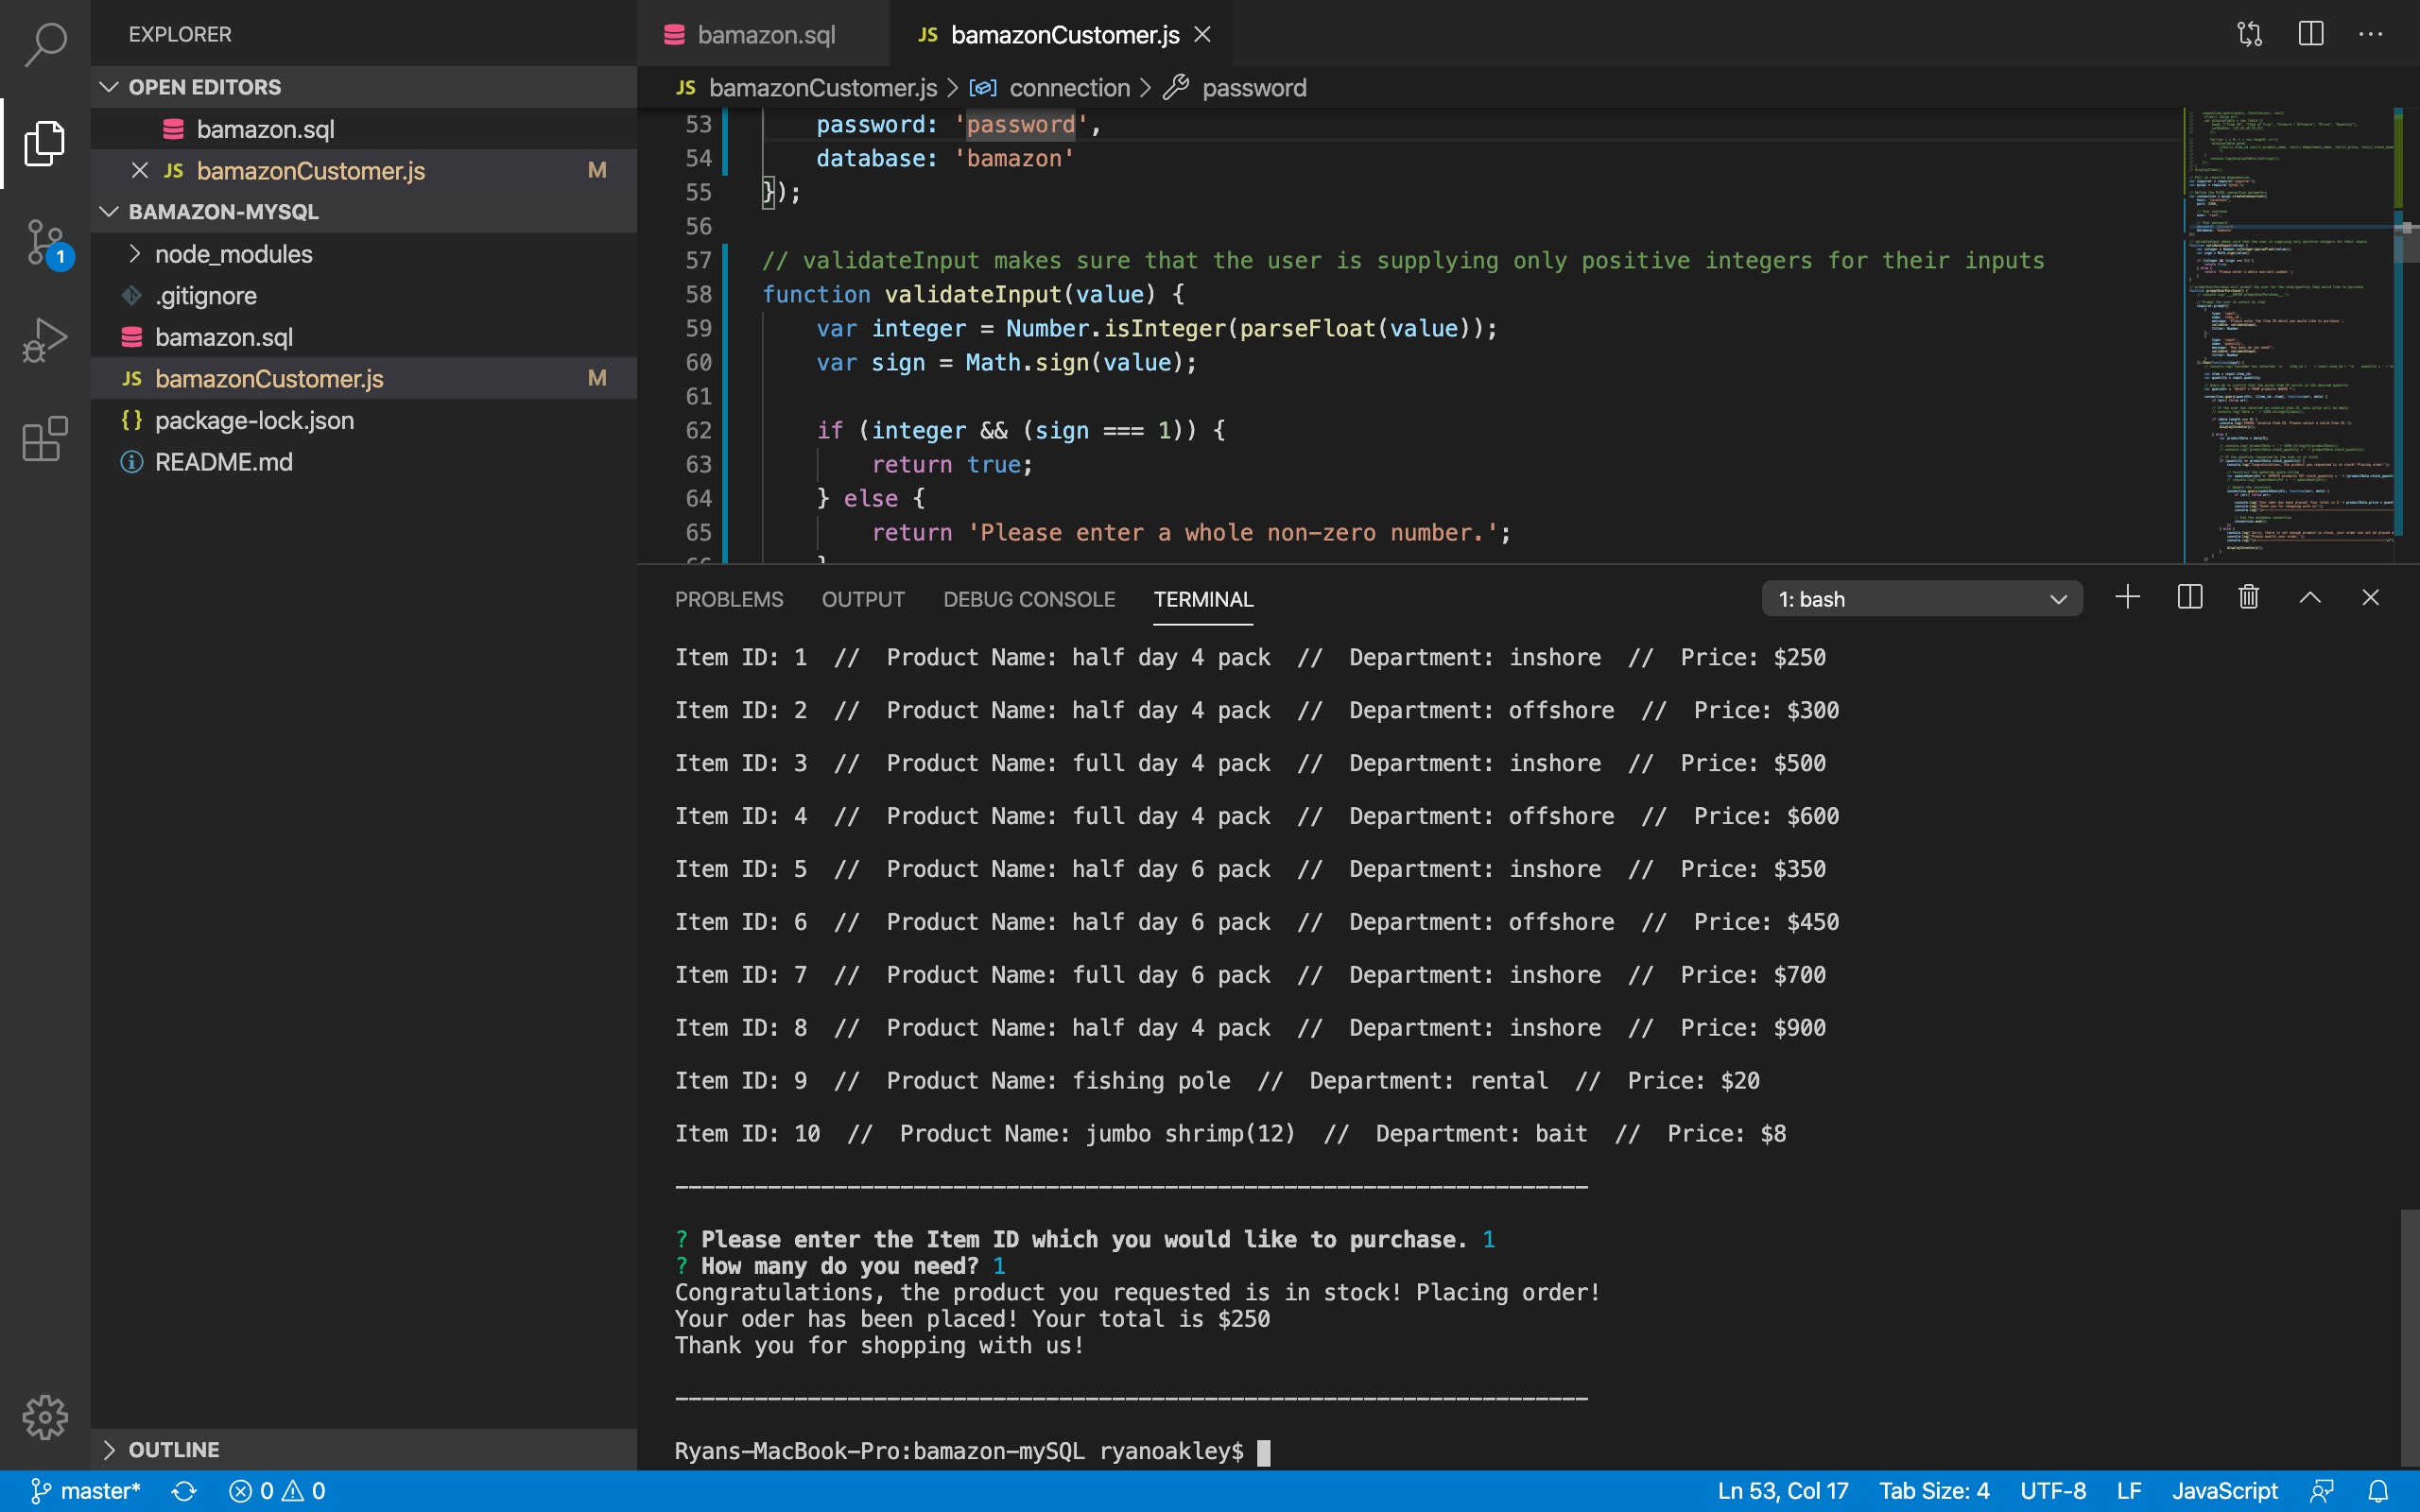 EXPLORER
OPEN EDITORS
bamazon.sql
JS bamazonCustomer.js M
BAMAZON-MYSQL
node_modules
.gitignore
bamazon.sql
JS bamazonCustomer.js M
{} package-lock.json
README.md
OUTLINE
1
bamazon.sql
JS bamazonCustomer.js
JS bamazonCustomer.js > connection > password
53 password: 'password',
54 database: 'bamazon'
55 });
56
57 // validateInput makes sure that the user is supplying only positive integers for their inputs
58 function validateInput(value) {
59 var integer = Number.isInteger(parseFloat(value));
60 var sign = Math.sign(value);
61
62 if (integer && (sign === 1)) {
63 return true;
64 } else {
65 return 'Please enter a whole non-zero number.';
66 }
PROBLEMS OUTPUT DEBUG CONSOLE TERMINAL 1: bash
Item ID: 1 // Product Name: half day 4 pack // Department: inshore // Price: $250
Item ID: 2 // Product Name: half day 4 pack // Department: offshore // Price: $300
Item ID: 3 // Product Name: full day 4 pack // Department: inshore // Price: $500
Item ID: 4 // Product Name: full day 4 pack // Department: offshore // Price: $600
Item ID: 5 // Product Name: half day 6 pack // Department: inshore // Price: $350
Item ID: 6 // Product Name: half day 6 pack // Department: offshore // Price: $450
Item ID: 7 // Product Name: full day 6 pack // Department: inshore // Price: $700
Item ID: 8 // Product Name: half day 4 pack // Department: inshore // Price: $900
Item ID: 9 // Product Name: fishing pole // Department: rental // Price: $20
Item ID: 10 // Product Name: jumbo shrimp(12) // Department: bait // Price: $8
---------------------------------------------------------------------
? Please enter the Item ID which you would like to purchase. 1
? How many do you need? 1
Congratulations, the product you requested is in stock! Placing order!
Your oder has been placed! Your total is $250
Thank you for shopping with us!
---------------------------------------------------------------------
Ryans-MacBook-Pro:bamazon-mySQL ryanoakley$
master* 0 0 Ln 53, Col 17 Tab Size: 4 UTF-8 LF JavaScript